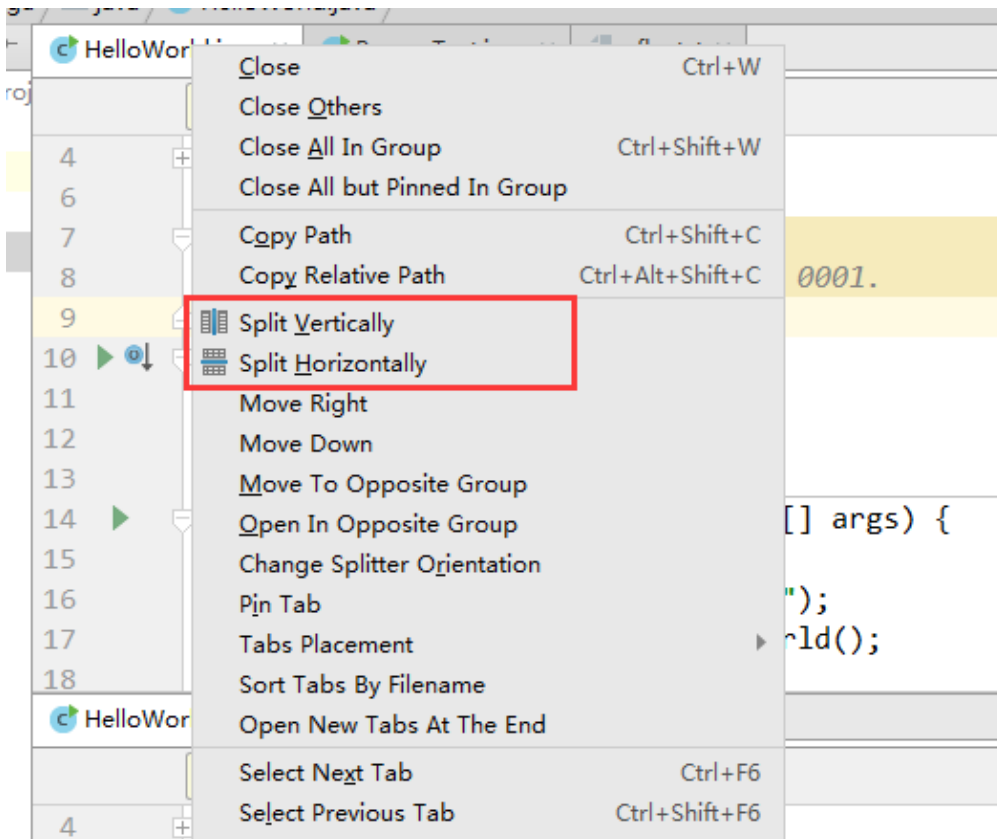 HelloWor
Close Ctrl+W
Close Others
Close All In Group Ctrl+Shift+W
Close All but Pinned In Group
Copy Path Ctrl+Shift+C
Copy Relative Path Ctrl+Alt+Shift+C
Split Vertically
Split Horizontally
Move Right
Move Down
Move To Opposite Group
Open In Opposite Group
Change Splitter Orientation
Pin Tab
Tabs Placement
Sort Tabs By Filename
Open New Tabs At The End
Select Next Tab Ctrl+F6
Select Previous Tab Ctrl+Shift+F6
roj
4
6
7
8 0001.
9
10
11
12
13
14 [] args) {
15
16 ");
17 rld();
18
HelloWor
4